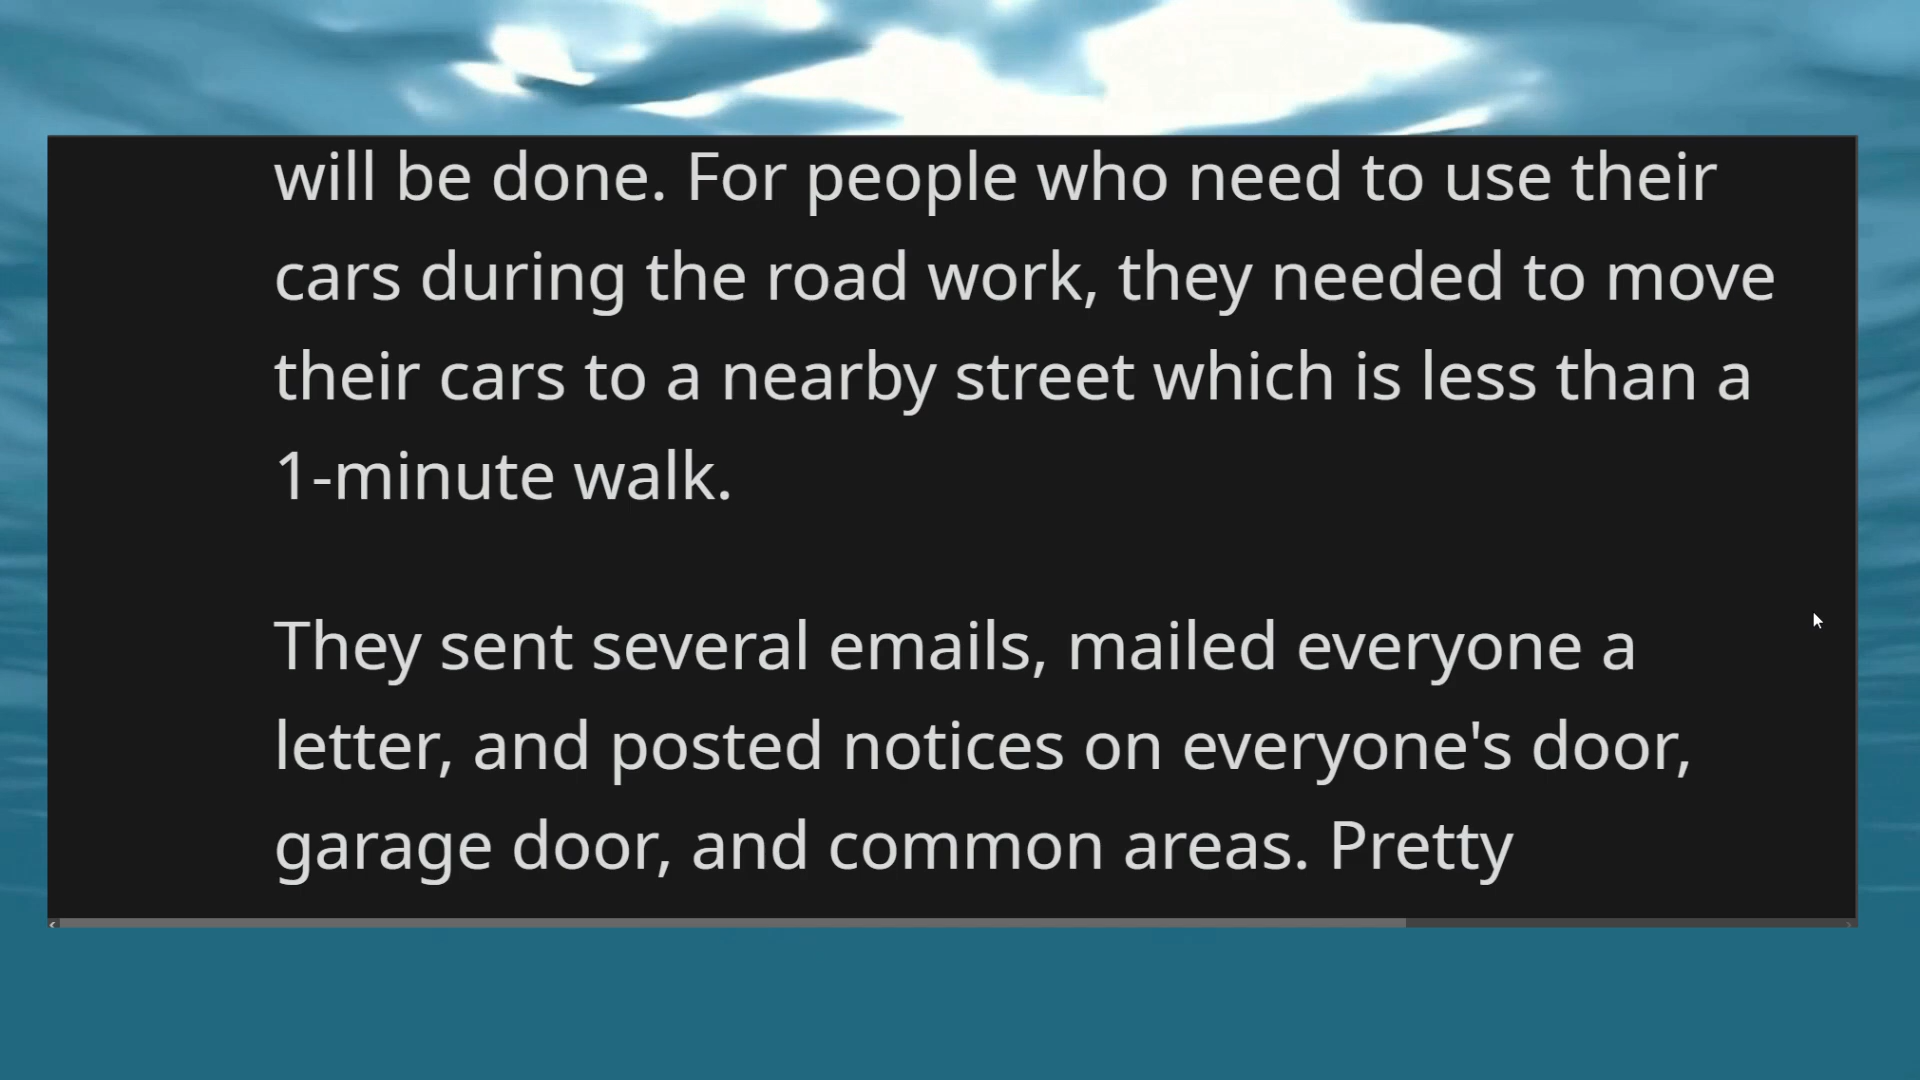 will be done. For people who need to use their
cars during the road work, they needed to move
their cars to a nearby street which is less than a
1-minute walk.
They sent several emails, mailed everyone a
letter, and posted notices on everyone's door,
garage door, and common areas. Pretty